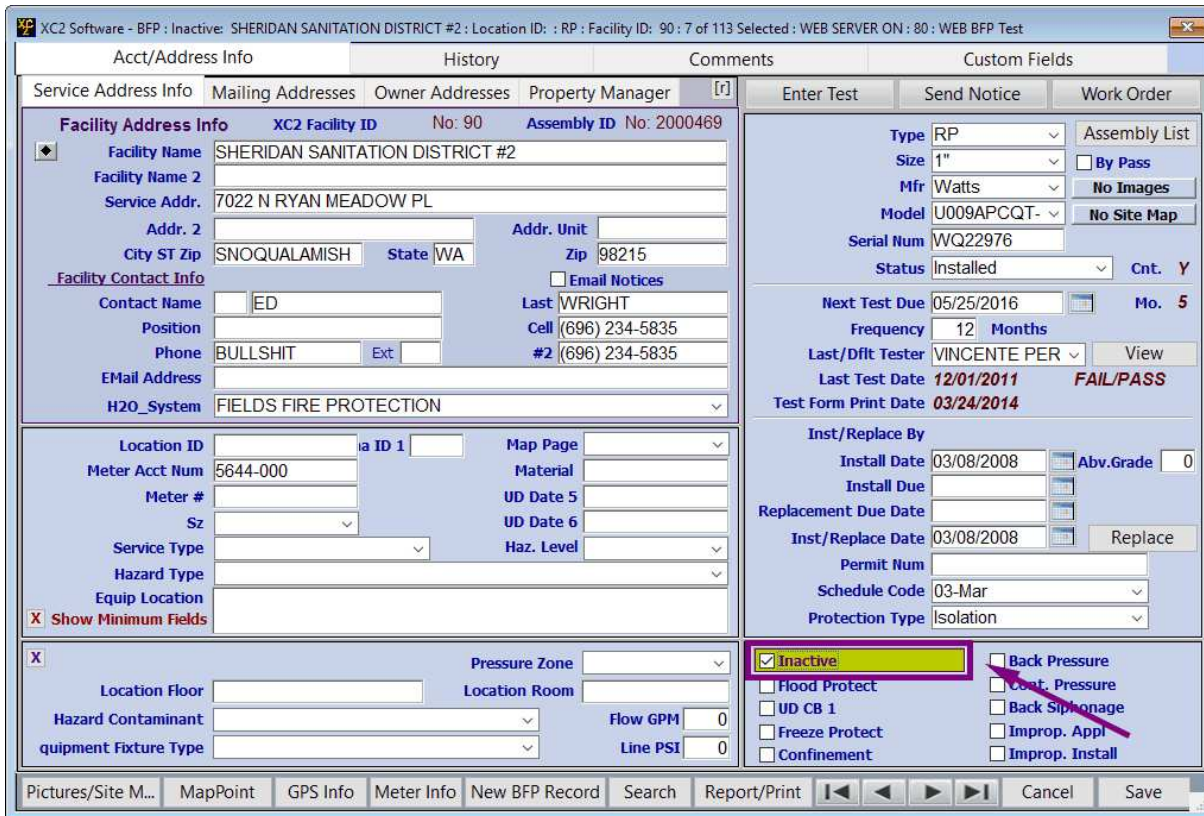 XC2 Software - BFP : Inactive: SHERIDAN SANITATION DISTRICT #2 : Location ID: : RP : Facility ID: 90 : 7 of 113 Selected : WEB SERVER ON : 80 : WEB BFP Test
Acct/Address Info History Comments Custom Fields
Service Address Info Mailing Addresses Owner Addresses Property Manager [r]
Facility Address Info XC2 Facility ID No: 90 Assembly ID No: 2000469
Facility Name SHERIDAN SANITATION DISTRICT #2
Facility Name 2
Service Addr. 7022 N RYAN MEADOW PL
Addr. 2 Addr. Unit
City ST Zip SNOQUALAMISH State WA Zip 98215
Facility Contact Info Email Notices
Contact Name ED Last WRIGHT
Position Cell (696) 234-5835
Phone BULLSHIT Ext #2 (696) 234-5835
EMail Address
H2O_System FIELDS FIRE PROTECTION
Location ID a ID 1 Map Page
Meter Acct Num 5644-000 Material
Meter # UD Date 5
Sz UD Date 6
Service Type Haz. Level
Hazard Type
Equip Location
X Show Minimum Fields
X Pressure Zone
Location Floor Location Room
Hazard Contaminant Flow GPM 0
quipment Fixture Type Line PSI 0
Enter Test Send Notice Work Order
Type RP Assembly List
Size 1" By Pass
Mfr Watts No Images
Model U009APCQT- No Site Map
Serial Num WQ22976
Status Installed Cnt. Y
Next Test Due 05/25/2016 Mo. 5
Frequency 12 Months
Last/Dflt Tester VINCENTE PER View
Last Test Date 12/01/2011 FAIL/PASS
Test Form Print Date 03/24/2014
Inst/Replace By
Install Date 03/08/2008 Abv.Grade 0
Install Due
Replacement Due Date
Inst/Replace Date 03/08/2008 Replace
Permit Num
Schedule Code 03-Mar
Protection Type Isolation
Inactive Back Pressure
Flood Protect Cont. Pressure
UD CB 1 Back Siphonage
Freeze Protect Improp. Appl
Confinement Improp. Install
Pictures/Site M... MapPoint GPS Info Meter Info New BFP Record Search Report/Print Cancel Save